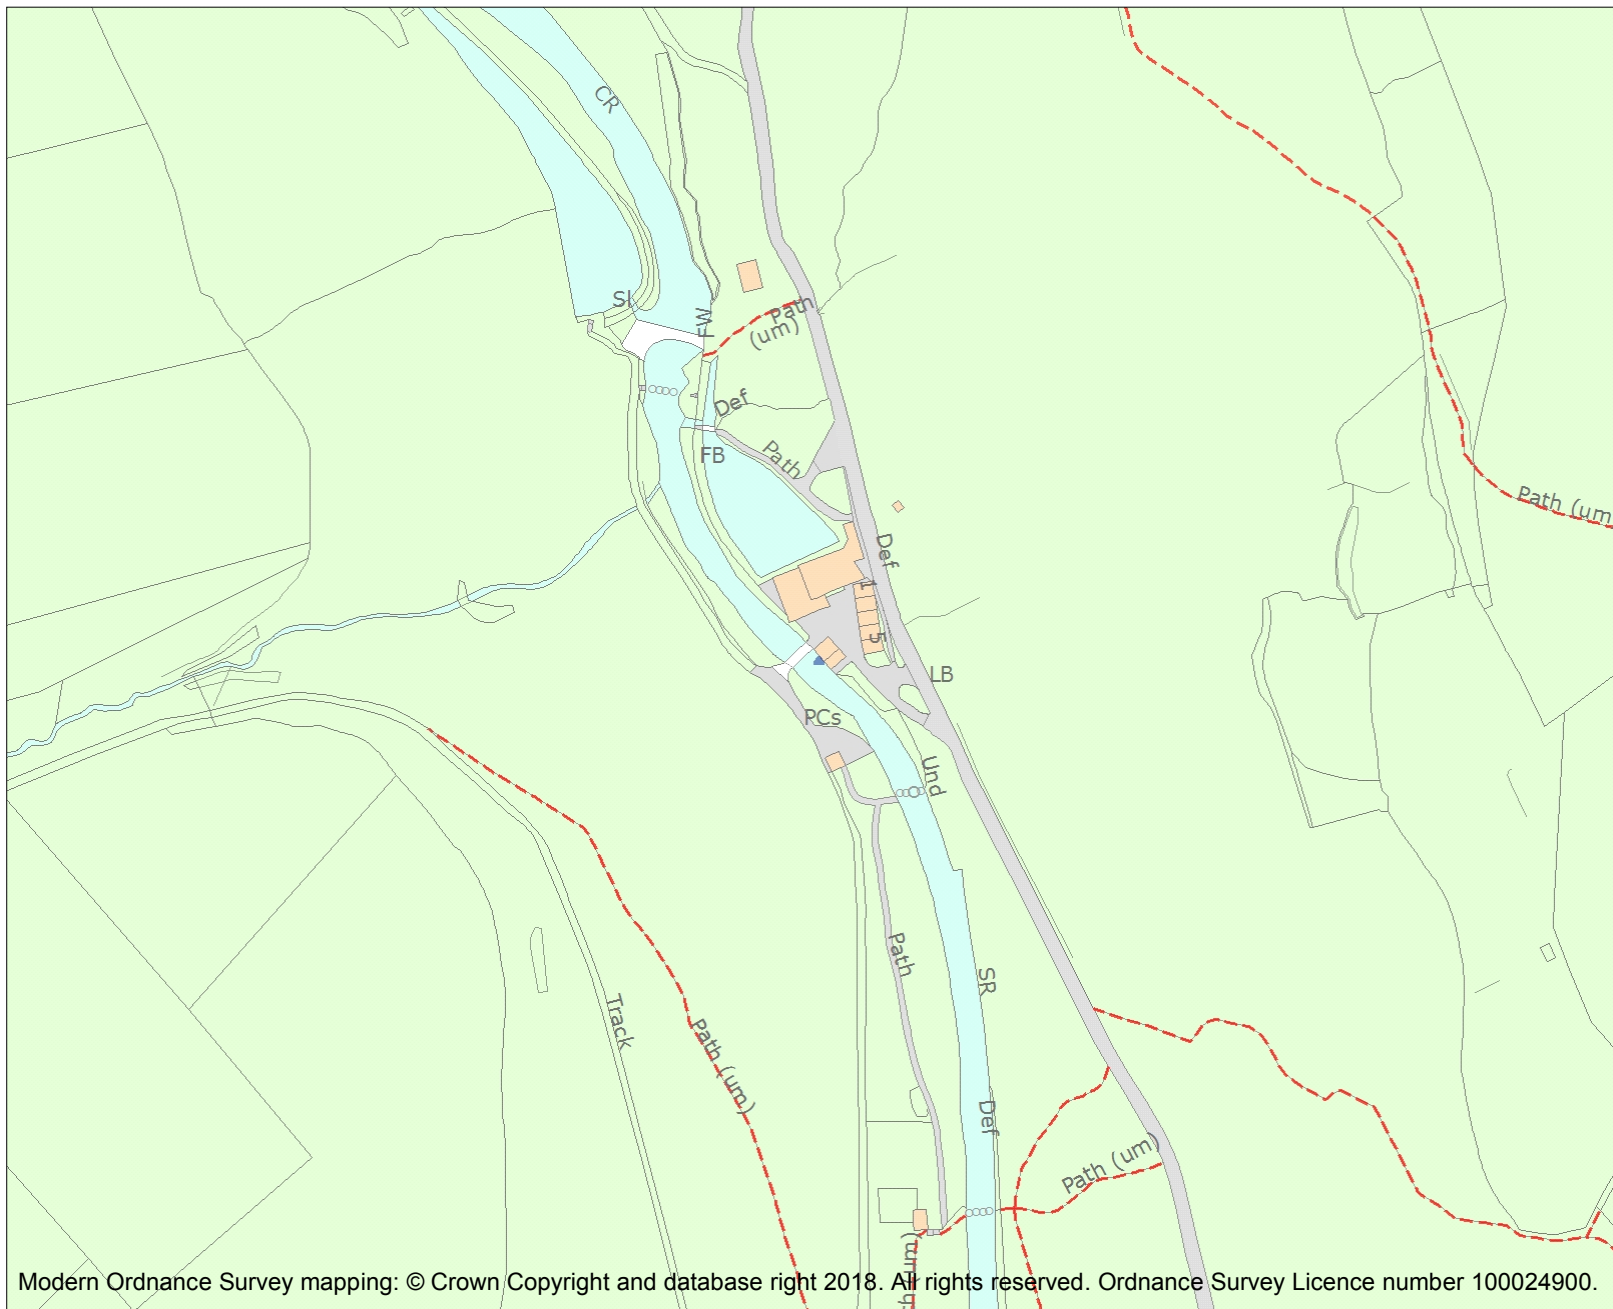 CR
Sl
FW
Path
(um)
Def
Path
FB
Path (um
Def
1
5
LB
PCs
Und
Path
SR
Track
Path (um)
Def
Path (um)
Modern Ordnance Survey mapping: © Crown Copyright and database right 2018. All rights reserved. Ordnance Survey Licence number 100024900.